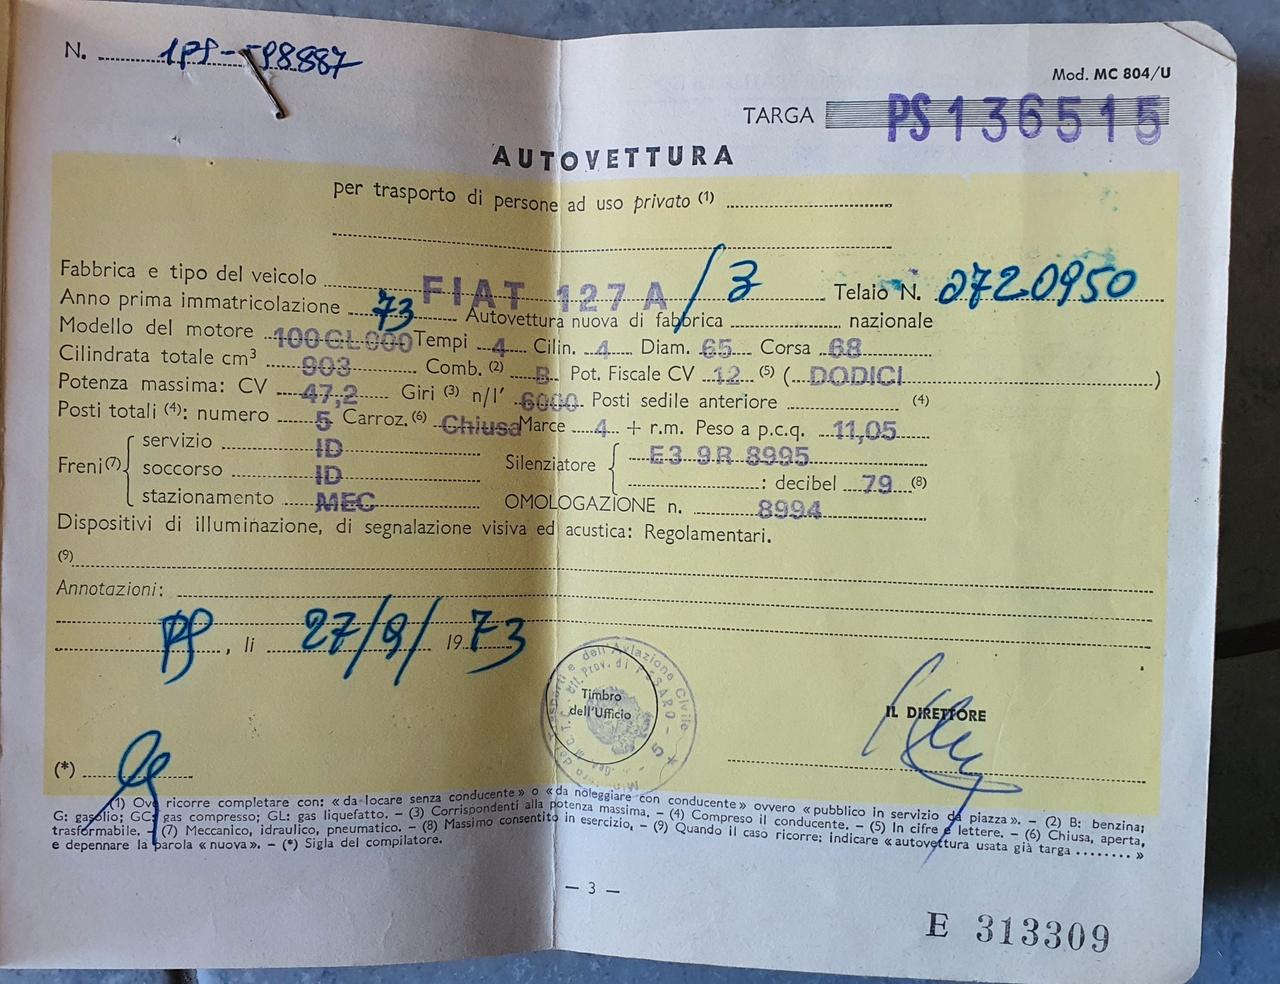 N. 1PS-598887
Mod. MC 804/U
TARGA PS 136515
AUTOVETTURA
per trasporto di persone ad uso privato (1)
Fabbrica e tipo del veicolo FIAT 127 A/3 Telaio N. 0720950
Anno prima immatricolazione 73 Autovettura nuova di fabbrica nazionale
Modello del motore 100GL000 Tempi 4 Cilin. 4 Diam. 65 Corsa 68
Cilindrata totale cm³ 903 Comb. (2) B Pot. Fiscale CV 12 (5) (DODICI)
Potenza massima: CV 47,2 Giri (3) n/l' 6000 Posti sedile anteriore (4)
Posti totali (4): numero 5 Carroz. (6) Chiusa Marce 4 + r.m. Peso a p.c.q. 11,05
Freni (7) servizio ID Silenziatore E3 9R 8995
soccorso ID : decibel 79 (8)
stazionamento MEC OMOLOGAZIONE n. 8994
Dispositivi di illuminazione, di segnalazione visiva ed acustica: Regolamentari.
(9)
Annotazioni:
PS, li 27/9/1973
Timbro dell'Ufficio
IL DIRETTORE
(*)
(1) Ove ricorre completare con: «da locare senza conducente» o «da noleggiare con conducente» ovvero «pubblico in servizio da piazza». – (2) B: benzina;
G: gasolio; GC: gas compresso; GL: gas liquefatto. – (3) Corrispondenti alla potenza massima. – (4) Compreso il conducente. – (5) In cifre e lettere. – (6) Chiusa, aperta,
trasformabile. – (7) Meccanico, idraulico, pneumatico. – (8) Massimo consentito in esercizio. – (9) Quando il caso ricorre: indicare «autovettura usata già targa ........»
e depennare la parola «nuova». – (*) Sigla del compilatore.
— 3 —
E 313309